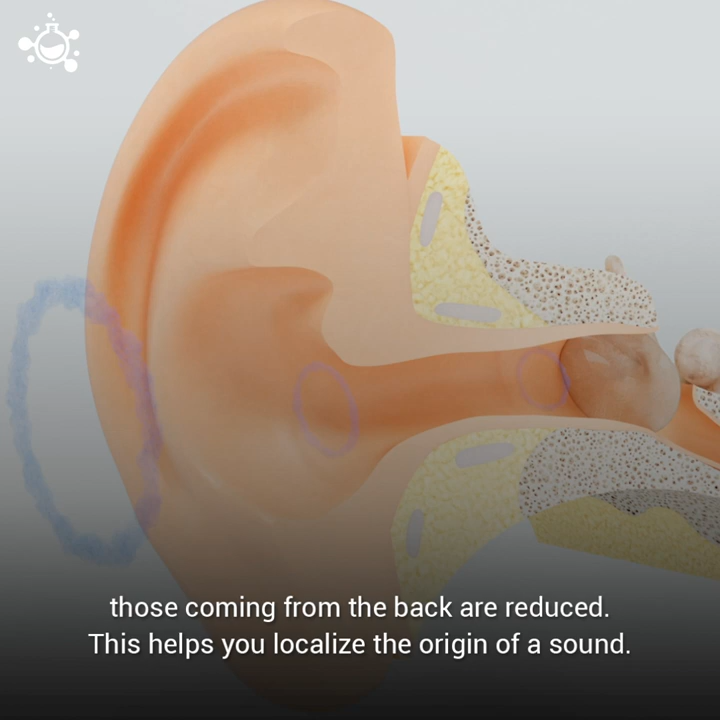 those coming from the back are reduced.
This helps you localize the origin of a sound.